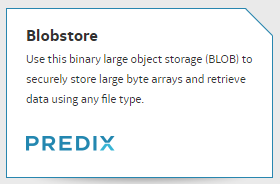 Blobstore
Use this binary large object storage (BLOB) to
securely store large byte arrays and retrieve
data using any file type.
PREDIX